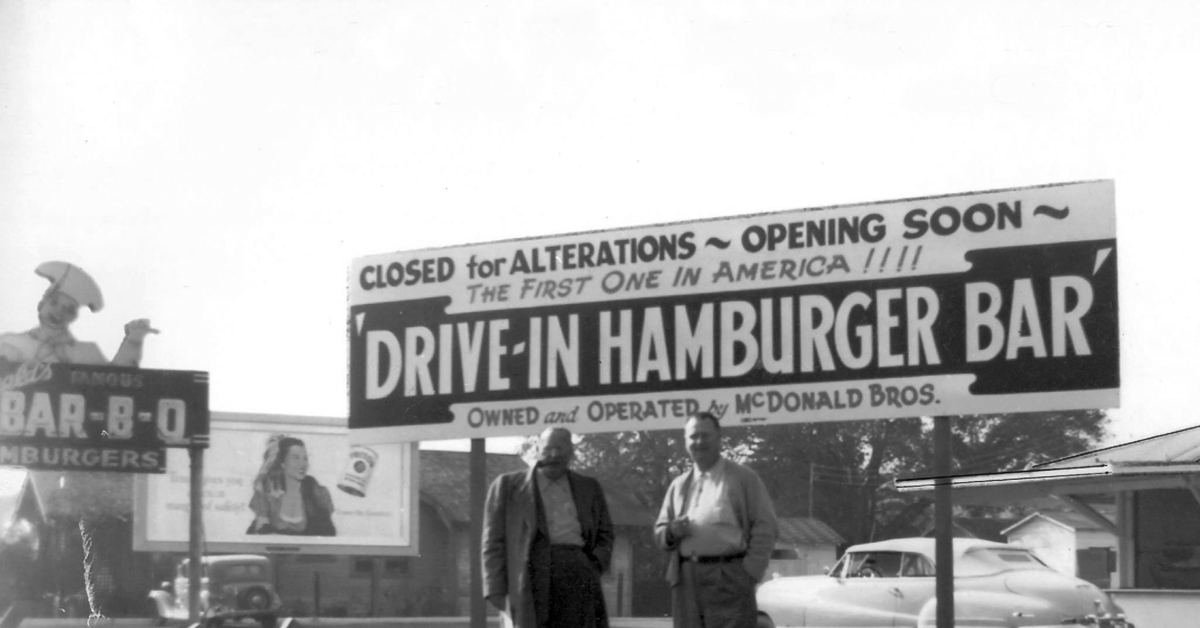 CLOSED for ALTERATIONS ~ OPENING SOON ~
THE FIRST ONE IN AMERICA !!!!
'DRIVE-IN HAMBURGER BAR'
OWNED and OPERATED by McDONALD BROS.
FAMOUS
BAR-B-Q
MBURGERS